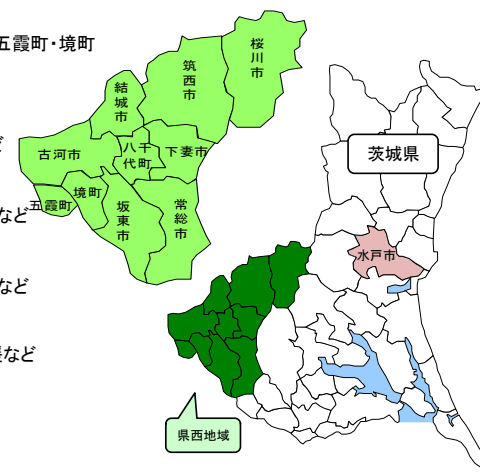 五霞町・境町
桜川市
筑西市
結城市
茨城県
八千代町
下妻市
古河市
境町
五霞町
坂東市
常総市
など
など
水戸市
など
県西地域